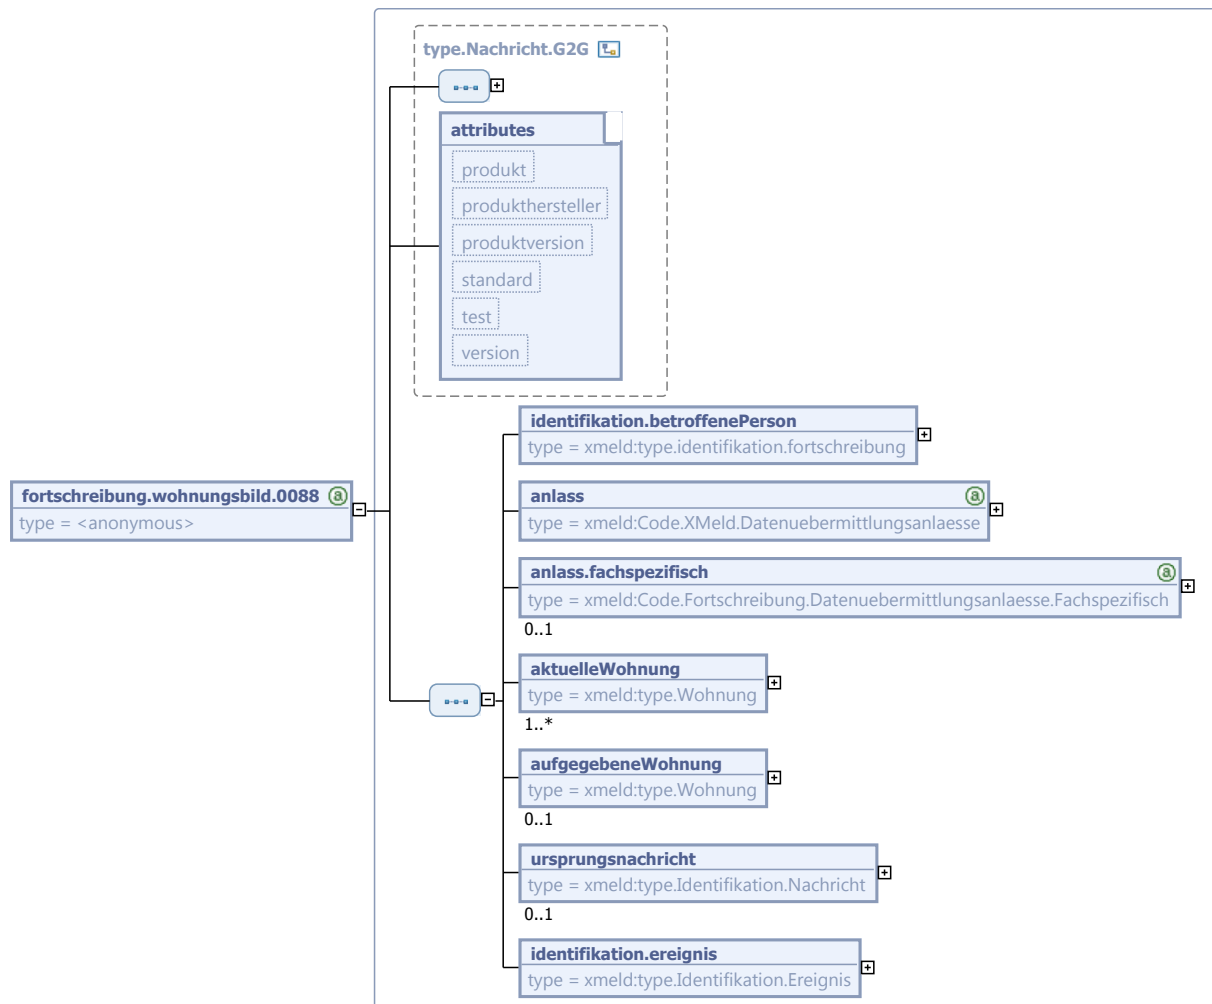 type.Nachricht.G2G
attributes
produkt
produkthersteller
produktversion
standard
test
version
fortschreibung.wohnungsbild.0088 a
type = <anonymous>
identifikation.betroffenePerson
type = xmeld:type.identifikation.fortschreibung
anlass a
type = xmeld:Code.XMeld.Datenuebermittlungsanlaesse
anlass.fachspezifisch a
type = xmeld:Code.Fortschreibung.Datenuebermittlungsanlaesse.Fachspezifisch
0..1
aktuelleWohnung
type = xmeld:type.Wohnung
1..*
aufgegebeneWohnung
type = xmeld:type.Wohnung
0..1
ursprungsnachricht
type = xmeld:type.Identifikation.Nachricht
0..1
identifikation.ereignis
type = xmeld:type.Identifikation.Ereignis